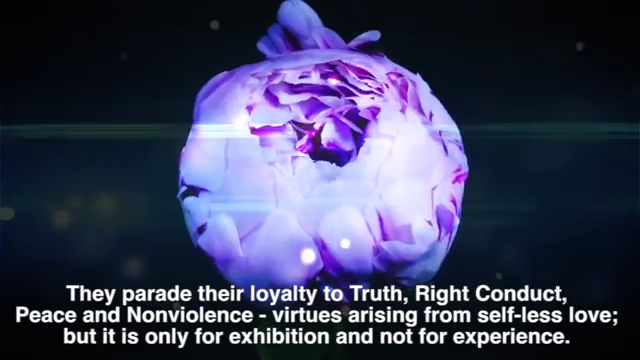 They parade their loyalty to Truth, Right Conduct,
Peace and Nonviolence - virtues arising from self-less love;
but it is only for exhibition and not for experience.